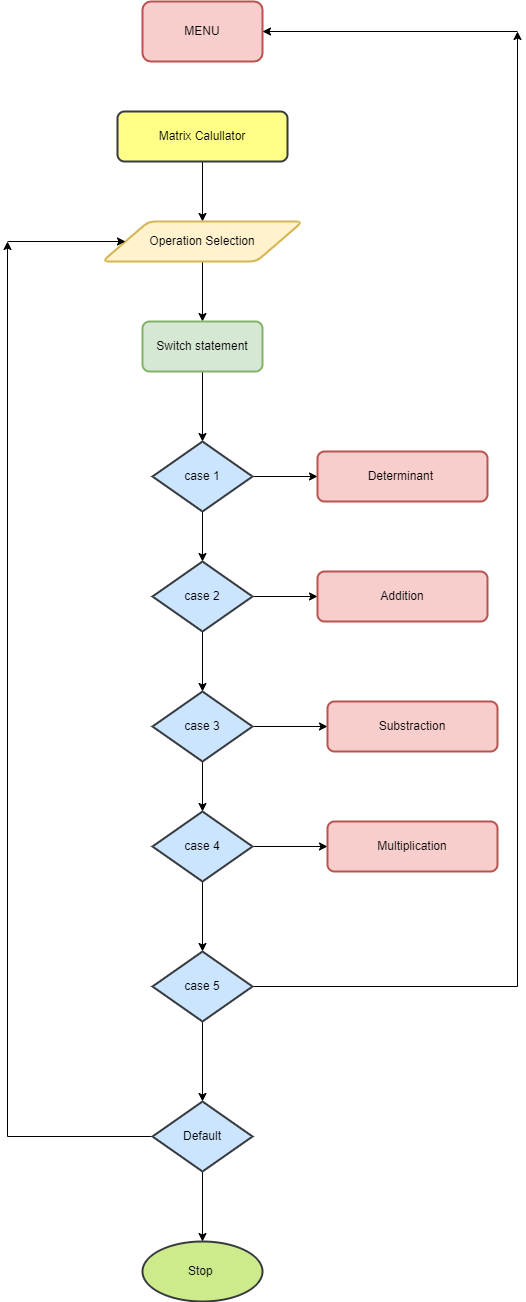 MENU
Matrix Calullator
Operation Selection
Switch statement
case 1
Determinant
case 2
Addition
case 3
Substraction
case 4
Multiplication
case 5
Default
Stop